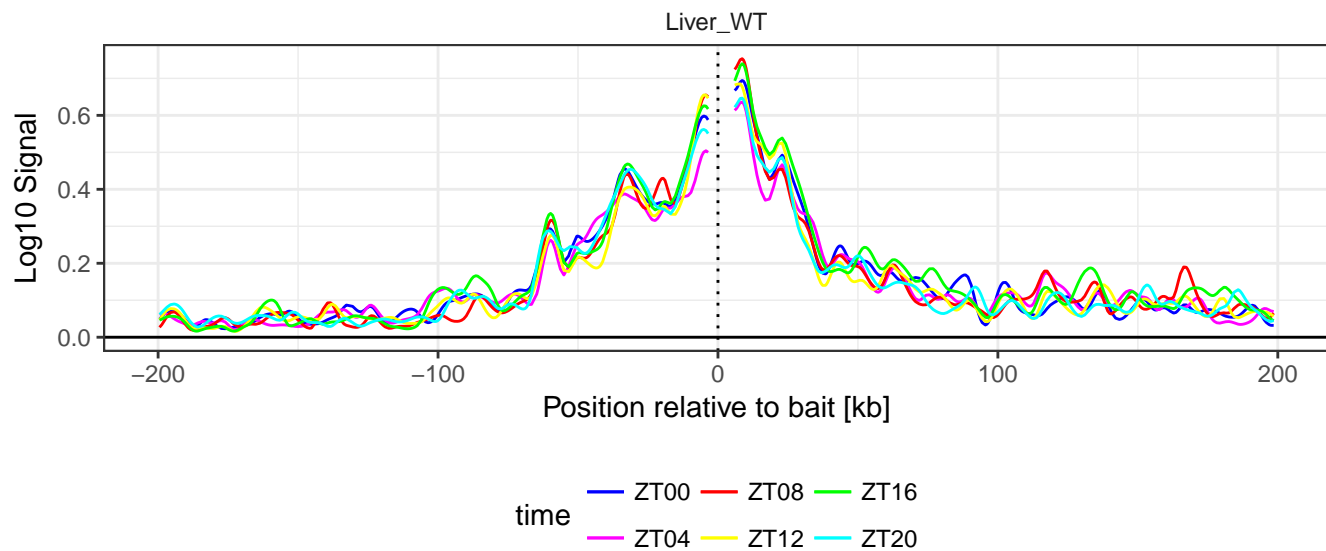 Liver_WT
Log10 Signal
0.6
0.4
0.2
0.0
−200 −100 0 100 200
Position relative to bait [kb]
time
ZT00 ZT08 ZT16
ZT04 ZT12 ZT20